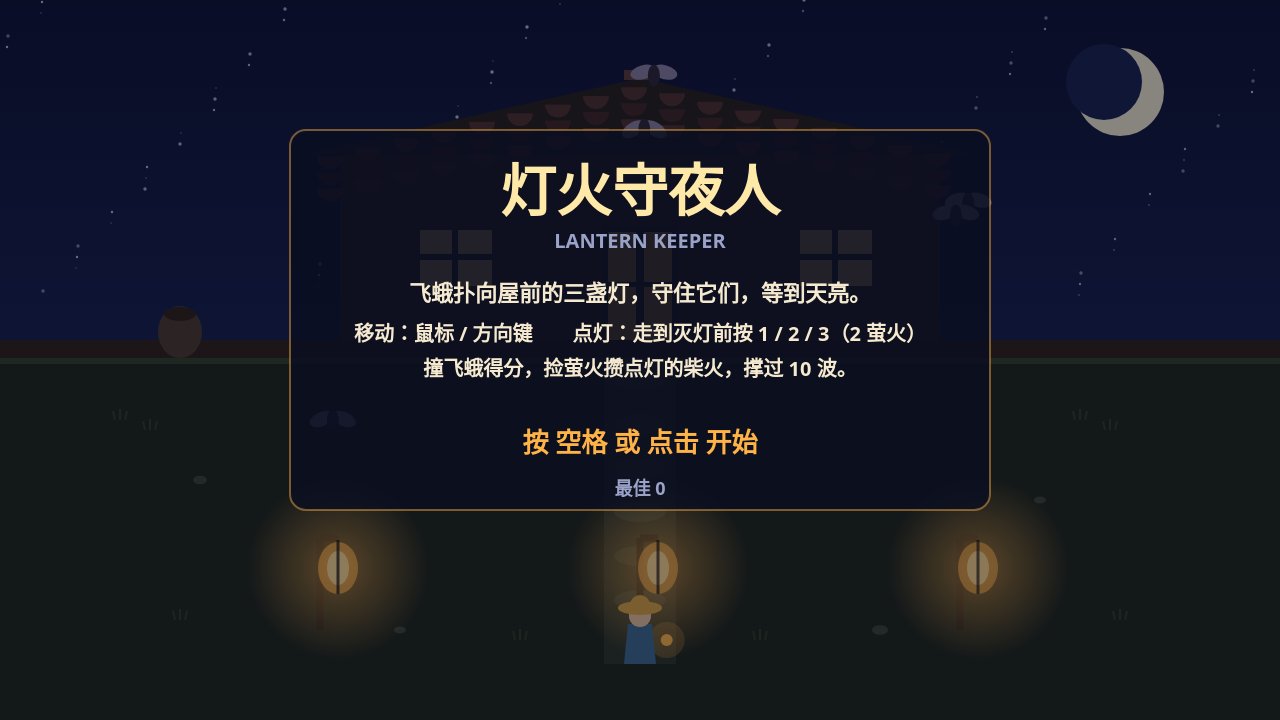 灯火守夜人
LANTERN KEEPER
飞蛾扑向屋前的三盏灯，守住它们，等到天亮。
移动：鼠标 / 方向键　　点灯：走到灭灯前按 1 / 2 / 3（2 萤火）
撞飞蛾得分，捡萤火攒点灯的柴火，撑过 10 波。
按 空格 或 点击 开始
最佳 0